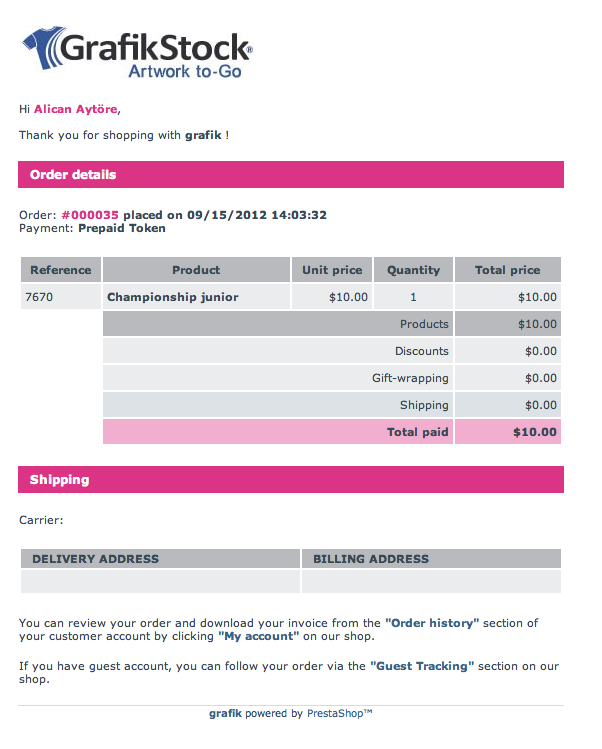 GrafikStock®
Artwork to-Go
Hi Alican Aytöre,
Thank you for shopping with grafik !
Order details
Order: #000035 placed on 09/15/2012 14:03:32
Payment: Prepaid Token
Reference Product Unit price Quantity Total price
7670 Championship junior $10.00 1 $10.00
Products $10.00
Discounts $0.00
Gift-wrapping $0.00
Shipping $0.00
Total paid $10.00
Shipping
Carrier:
DELIVERY ADDRESS BILLING ADDRESS
You can review your order and download your invoice from the "Order history" section of
your customer account by clicking "My account" on our shop.
If you have guest account, you can follow your order via the "Guest Tracking" section on our
shop.
grafik powered by PrestaShop™